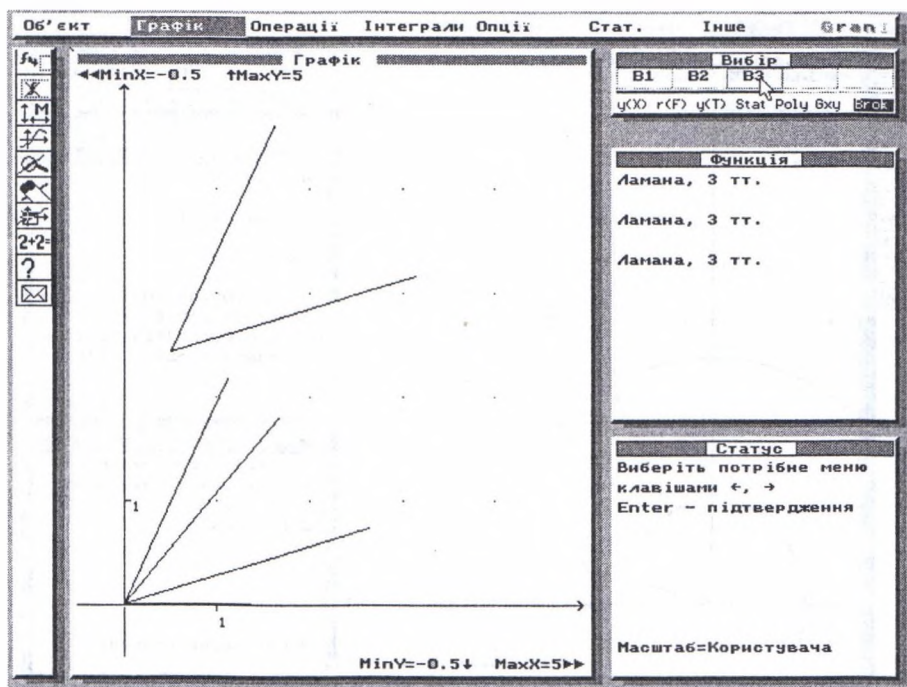 Об'єкт Графік Операції Інтеграли Опції Стат. Інше Gran1
Графік
◄◄MinX=-0.5 ↑MaxY=5
1
1
MinY=-0.5↓ MaxX=5►►
2+2=
?
Вибір
B1 B2 B3
y(X) r(F) y(T) Stat Poly Gxy Brok
Функція
Ламана, 3 тт.
Ламана, 3 тт.
Ламана, 3 тт.
Статус
Виберіть потрібне меню
клавішами ←, →
Enter - підтвердження
Масштаб=Користувача